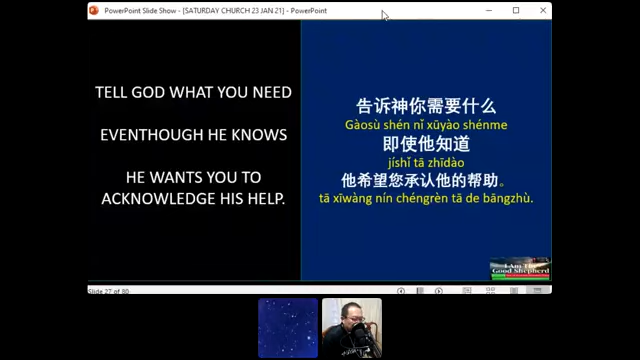 PowerPoint Slide Show - [SATURDAY CHURCH 23 JAN 21] - PowerPoint
TELL GOD WHAT YOU NEED
EVENTHOUGH HE KNOWS
HE WANTS YOU TO
ACKNOWLEDGE HIS HELP.
告诉神你需要什么
Gàosù shén nǐ xūyào shénme
即使他知道
jíshǐ tā zhīdào
他希望您承认他的帮助。
tā xīwàng nín chéngrèn tā de bāngzhù.
I Am The
Good Shepherd
Slide 27 of 80